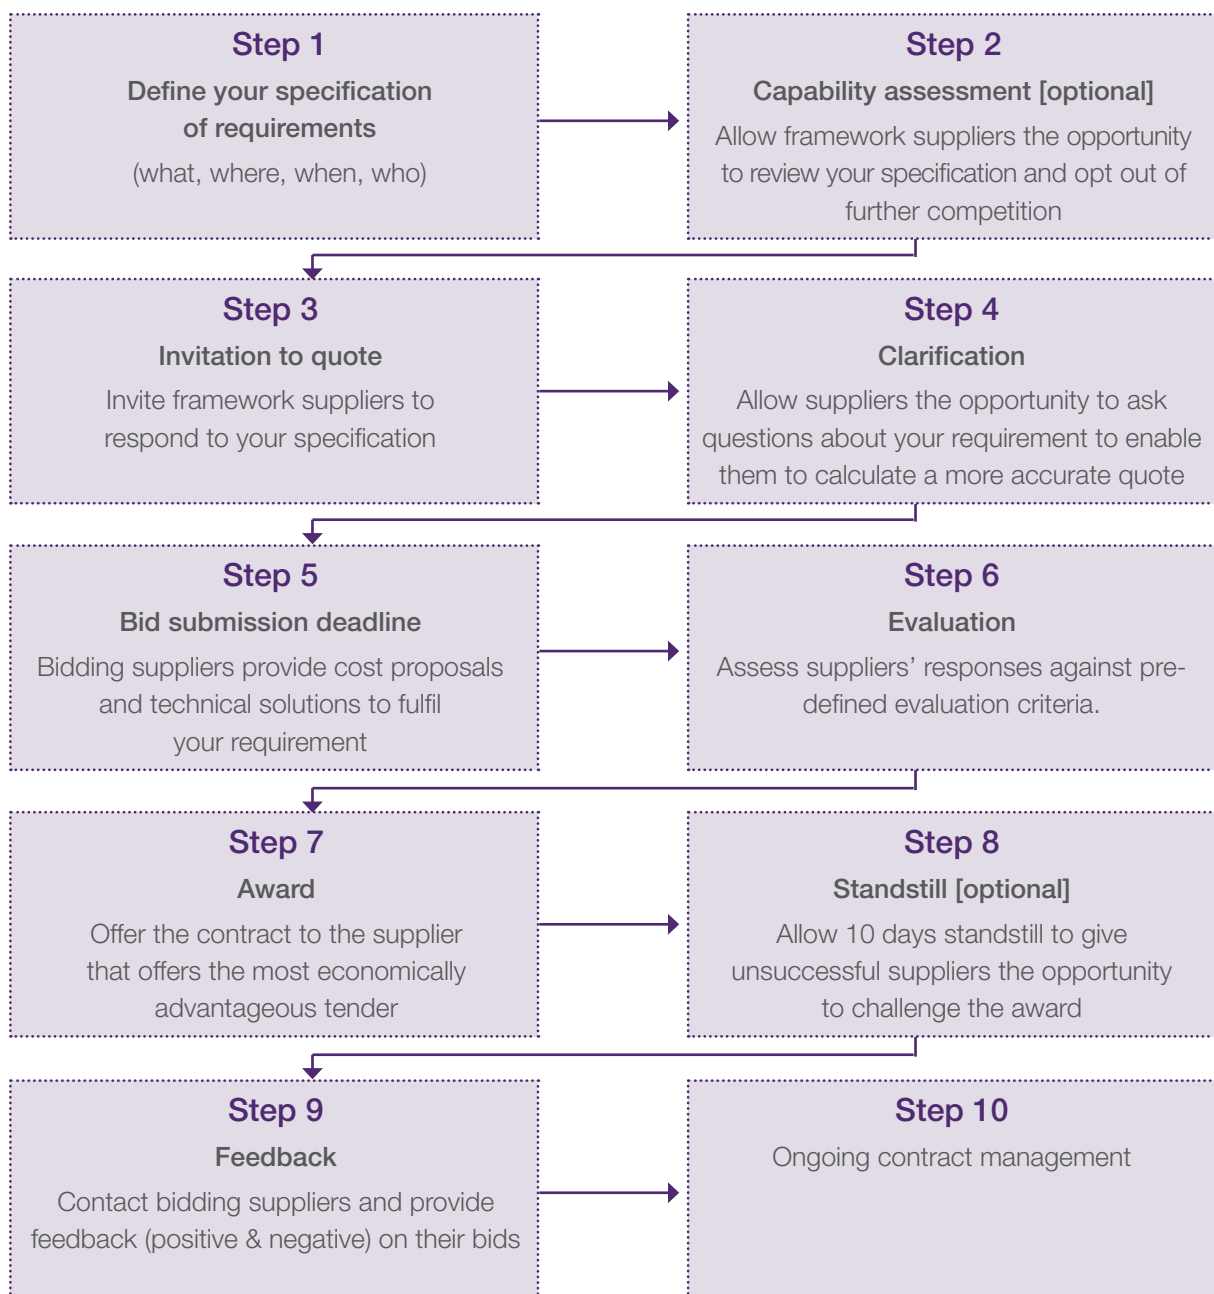 Step 1
Define your specification
of requirements
(what, where, when, who)
Step 2
Capability assessment [optional]
Allow framework suppliers the opportunity
to review your specification and opt out of
further competition
Step 3
Invitation to quote
Invite framework suppliers to
respond to your specification
Step 4
Clarification
Allow suppliers the opportunity to ask
questions about your requirement to enable
them to calculate a more accurate quote
Step 5
Bid submission deadline
Bidding suppliers provide cost proposals
and technical solutions to fulfil
your requirement
Step 6
Evaluation
Assess suppliers’ responses against pre-
defined evaluation criteria.
Step 7
Award
Offer the contract to the supplier
that offers the most economically
advantageous tender
Step 8
Standstill [optional]
Allow 10 days standstill to give
unsuccessful suppliers the opportunity
to challenge the award
Step 9
Feedback
Contact bidding suppliers and provide
feedback (positive & negative) on their bids
Step 10
Ongoing contract management